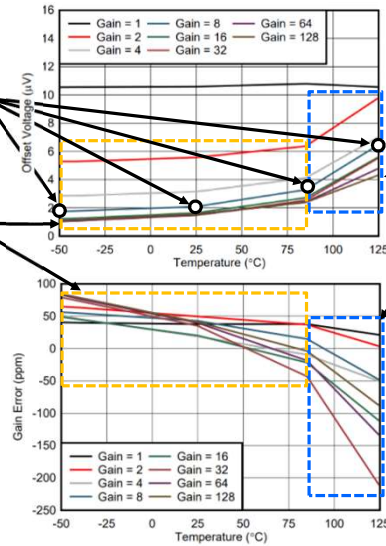 16
14
12
10
8
6
4
2
0
Offset Voltage (μV)
Gain = 1 Gain = 8 Gain = 64
Gain = 2 Gain = 16 Gain = 128
Gain = 4 Gain = 32
-50 -25 0 25 50 75 100 125
Temperature (°C)
100
50
0
-50
-100
-150
-200
-250
Gain Error (ppm)
Gain = 1 Gain = 16
Gain = 2 Gain = 32
Gain = 4 Gain = 64
Gain = 8 Gain = 128
-50 -25 0 25 50 75 100 125
Temperature (°C)